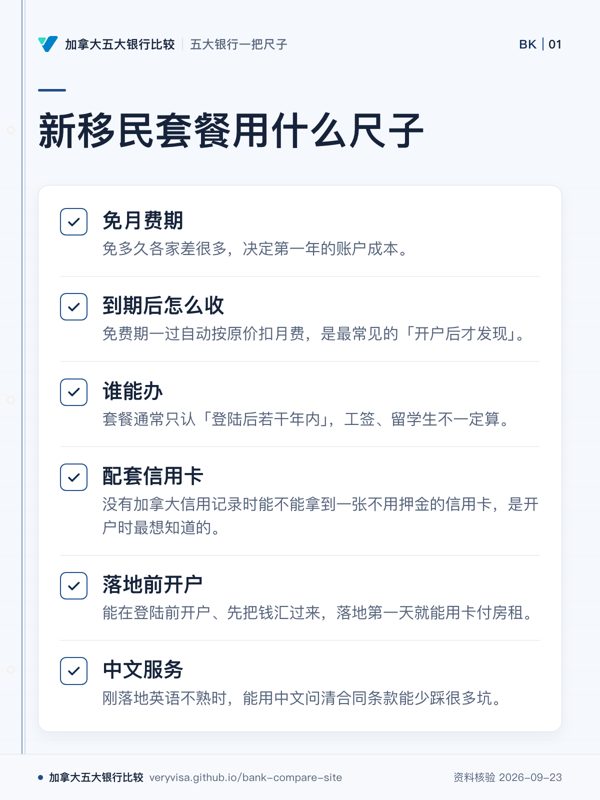 加拿大五大银行比较 | 五大银行一把尺子
BK | 01
新移民套餐用什么尺子
免月费期
免多久各家差很多，决定第一年的账户成本。
到期后怎么收
免费期一过自动按原价扣月费，是最常见的「开户后才发现」。
谁能办
套餐通常只认「登陆后若干年内」，工签、留学生不一定算。
配套信用卡
没有加拿大信用记录时能不能拿到一张不用押金的信用卡，是开
户时最想知道的。
落地前开户
能在登陆前开户、先把钱汇过来，落地第一天就能用卡付房租。
中文服务
刚落地英语不熟时，能用中文问清合同条款能少踩很多坑。
加拿大五大银行比较 veryvisa.github.io/bank-compare-site
资料核验 2026-09-23